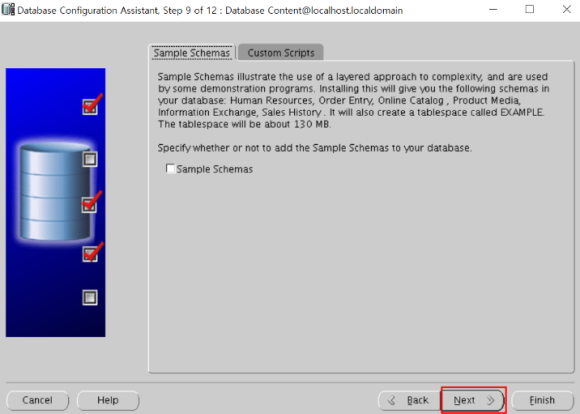 Database Configuration Assistant, Step 9 of 12 : Database Content@localhost.localdomain
Sample Schemas
Custom Scripts
Sample Schemas illustrate the use of a layered approach to complexity, and are used
by some demonstration programs. Installing this will give you the following schemas in
your database: Human Resources, Order Entry, Online Catalog , Product Media,
Information Exchange, Sales History . It will also create a tablespace called EXAMPLE.
The tablespace will be about 130 MB.
Specify whether or not to add the Sample Schemas to your database.
Sample Schemas
Cancel
Help
Back
Next
Finish